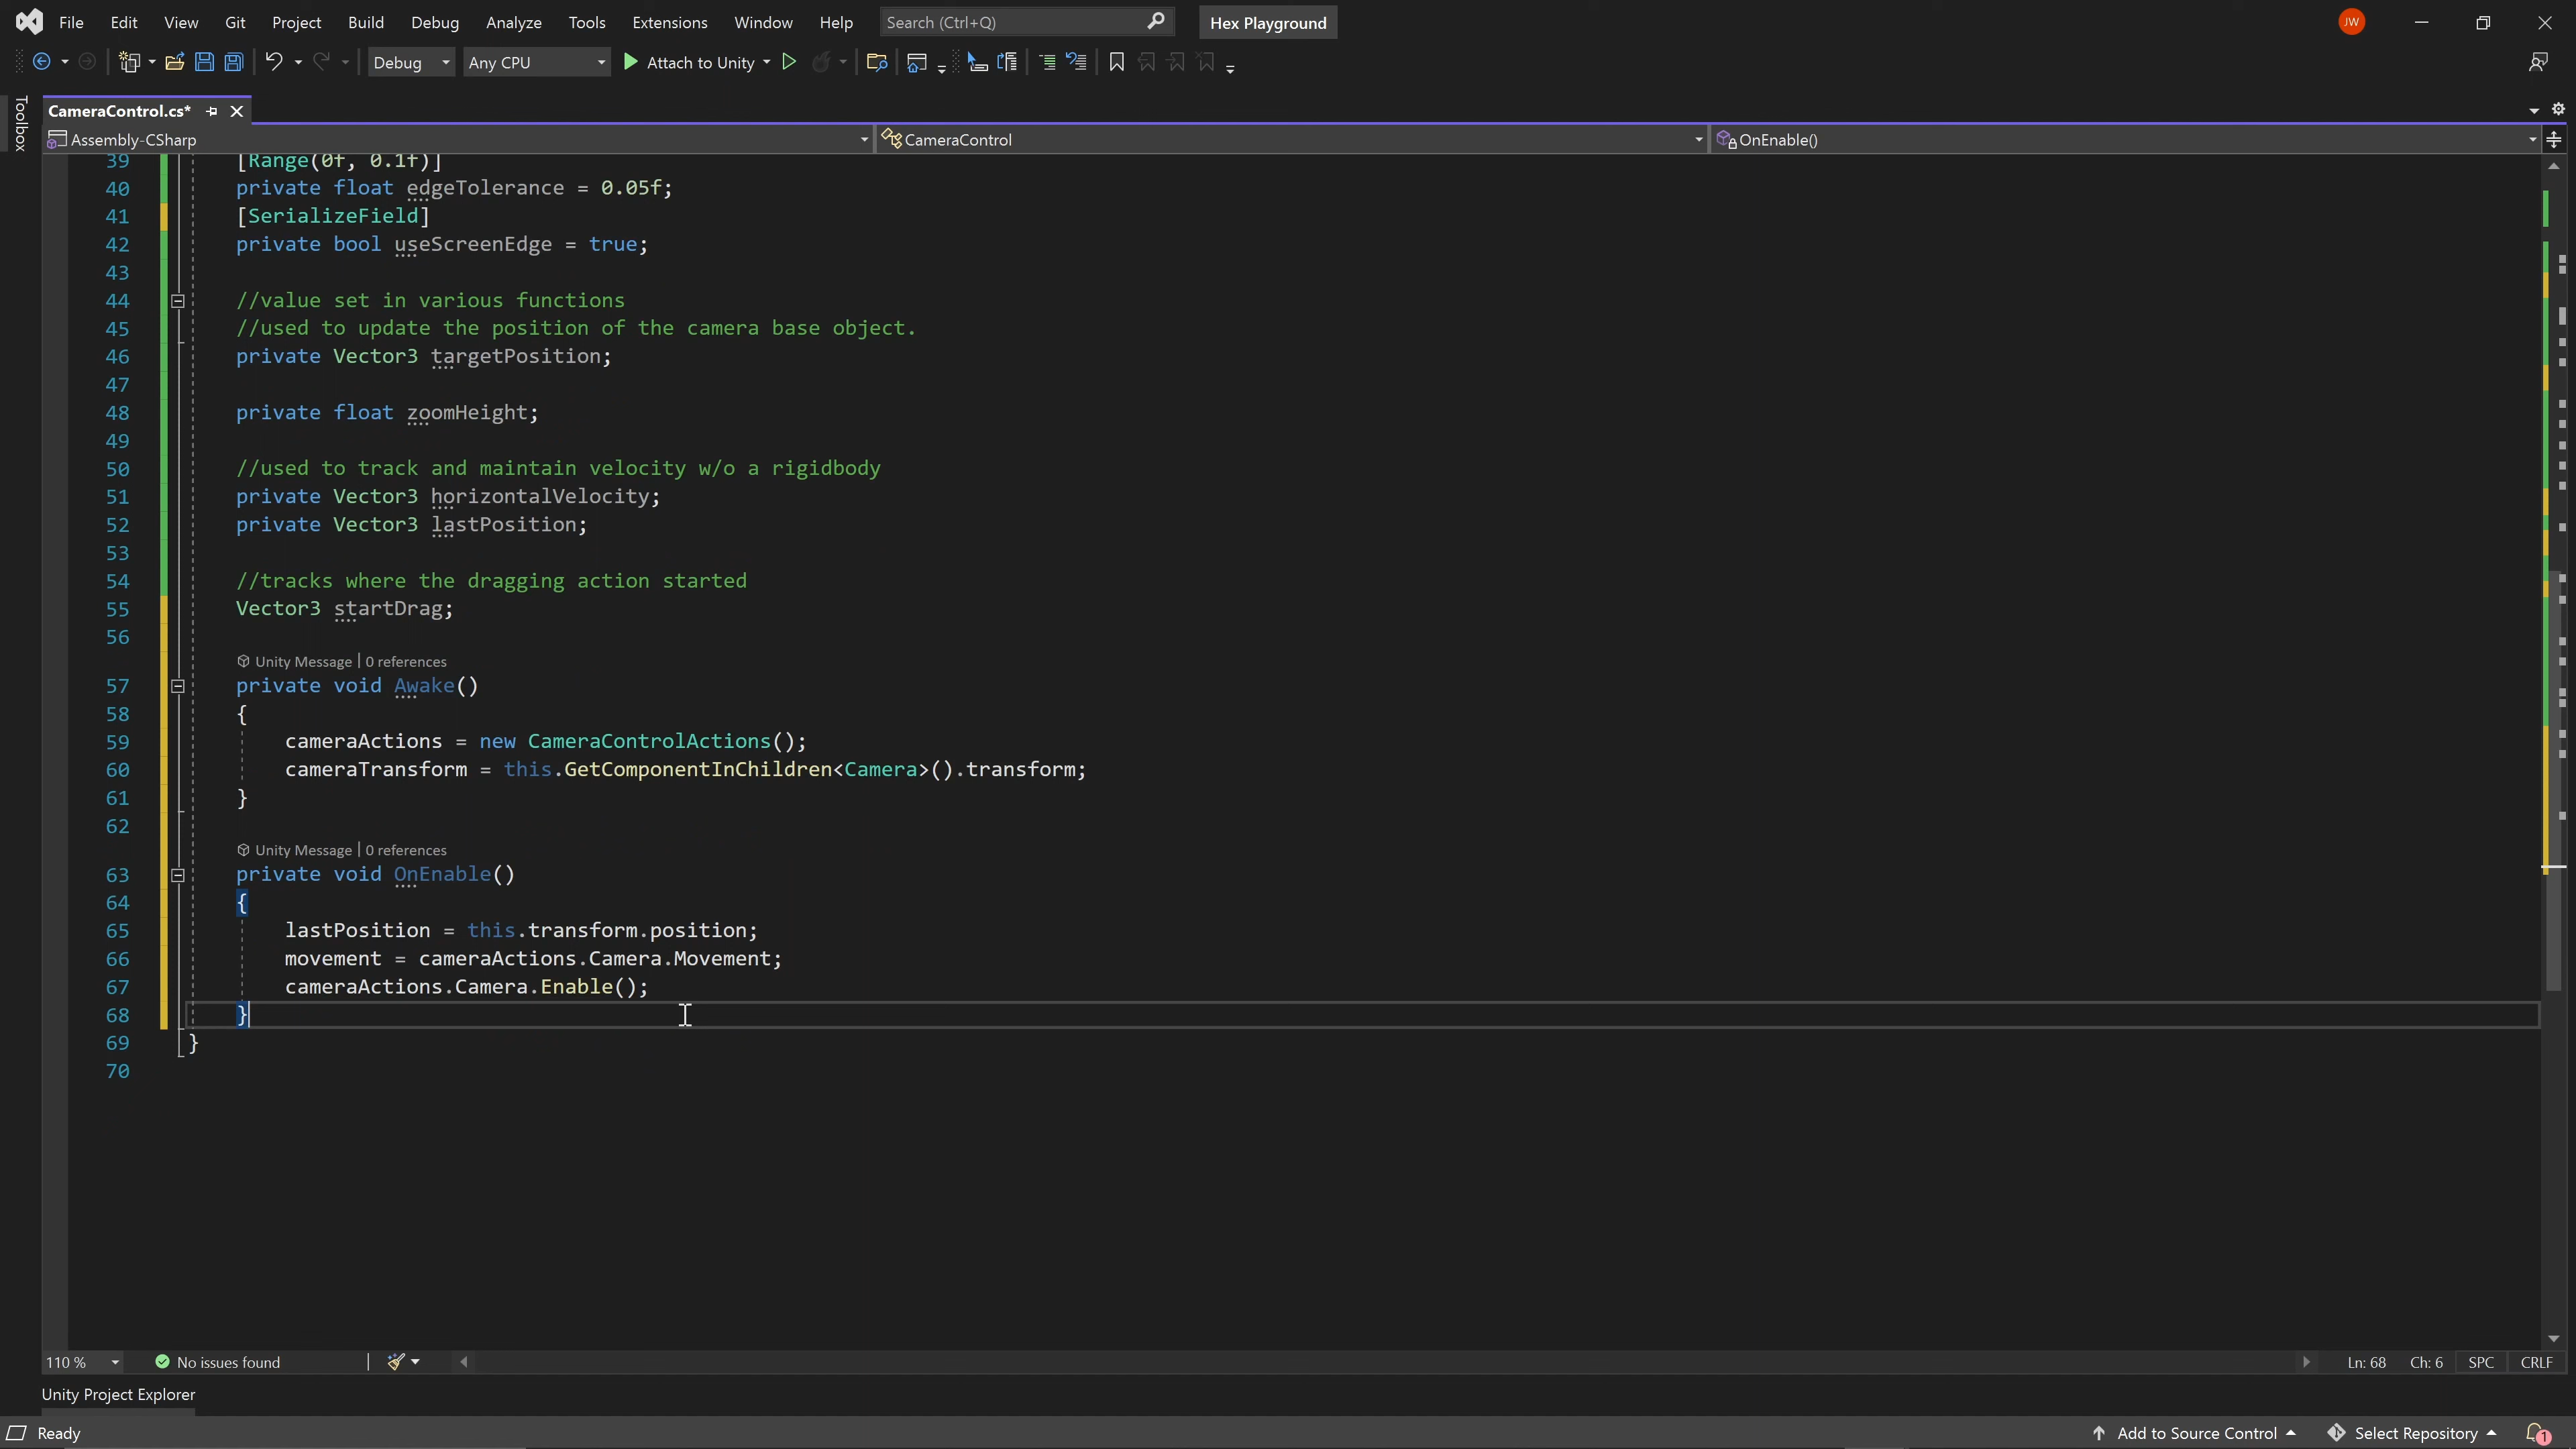 File Edit View Git Project Build Debug Analyze Tools Extensions Window Help Search (Ctrl+Q) Hex Playground JW
Debug Any CPU Attach to Unity
Toolbox
CameraControl.cs*
Assembly-CSharp CameraControl OnEnable()
39 [Range(0f, 0.1f)]
40 private float edgeTolerance = 0.05f;
41 [SerializeField]
42 private bool useScreenEdge = true;
43
44 //value set in various functions
45 //used to update the position of the camera base object.
46 private Vector3 targetPosition;
47
48 private float zoomHeight;
49
50 //used to track and maintain velocity w/o a rigidbody
51 private Vector3 horizontalVelocity;
52 private Vector3 lastPosition;
53
54 //tracks where the dragging action started
55 Vector3 startDrag;
56
Unity Message | 0 references
57 private void Awake()
58 {
59 cameraActions = new CameraControlActions();
60 cameraTransform = this.GetComponentInChildren<Camera>().transform;
61 }
62
Unity Message | 0 references
63 private void OnEnable()
64 {
65 lastPosition = this.transform.position;
66 movement = cameraActions.Camera.Movement;
67 cameraActions.Camera.Enable();
68 }
69 }
70
110 % No issues found Ln: 68 Ch: 6 SPC CRLF
Unity Project Explorer
Ready Add to Source Control Select Repository 1